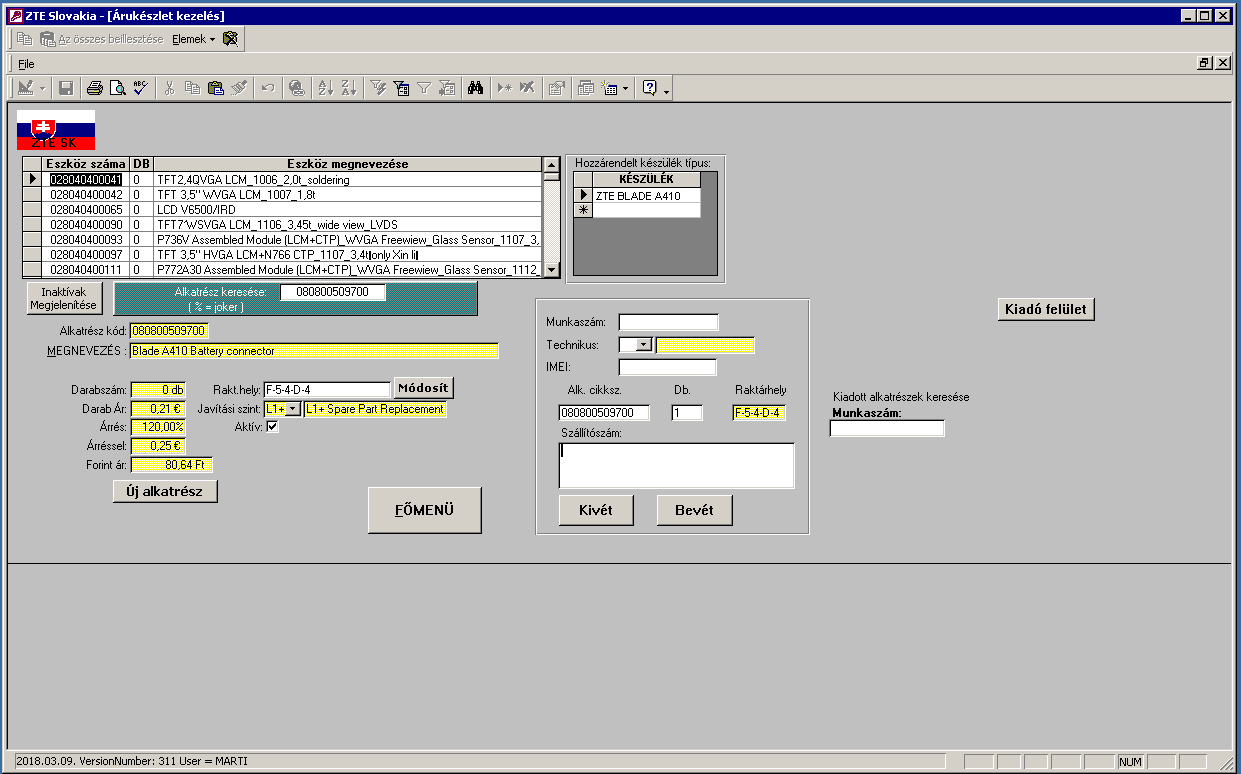 ZTE Slovakia - [Árukészlet kezelés]
Az összes beillesztése Elemek
File
ZTE SK
Eszköz száma DB Eszköz megnevezése
028040400041 0 TFT2,4QVGA LCM_1006_2,0t_soldering
028040400042 0 TFT 3,5" WVGA LCM_1007_1,8t
028040400065 0 LCD V6500/IRD
028040400090 0 TFT7'WSVGA LCM_1106_3,45t_wide view_LVDS
028040400093 0 P736V Assembled Module (LCM+CTP)_WVGA Freewiew_Glass Sensor_1107_3,
028040400097 0 TFT 3,5" HVGA LCM+N766 CTP_1107_3,4t|only Xin li|
028040400111 0 P772A30 Assembled Module (LCM+CTP)_WVGA Freewiew_Glass Sensor_1112_
Hozzárendelt készülék típus:
KÉSZÜLÉK
ZTE BLADE A410
Inaktívak Megjelenítése
Alkatrész keresése: 080800509700
( % = joker )
Alkatrész kód: 080800509700
MEGNEVEZÉS : Blade A410 Battery connector
Darabszám: 0 db Rakt.hely: F-5-4-D-4 Módosít
Darab Ár: 0,21 € Javítási szint: L1+ L1+ Spare Part Replacement
Árrés: 120,00% Aktív:
Árréssel: 0,25 €
Forint ár: 80,64 Ft
Új alkatrész
FŐMENÜ
Munkaszám:
Technikus:
IMEI:
Alk. cikksz. Db. Raktárhely
080800509700 1 F-5-4-D-4
Szállítószám:
Kivét Bevét
Kiadó felület
Kiadott alkatrészek keresése
Munkaszám:
2018.03.09. VersionNumber: 311 User = MARTI NUM